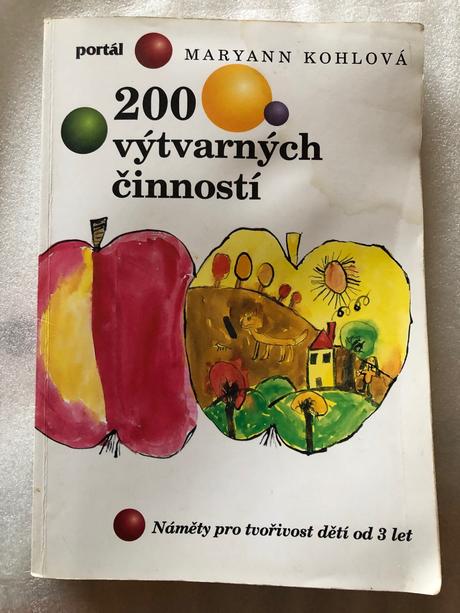 portál
MARYANN KOHLOVÁ
200
výtvarných
činností
Náměty pro tvořivost dětí od 3 let